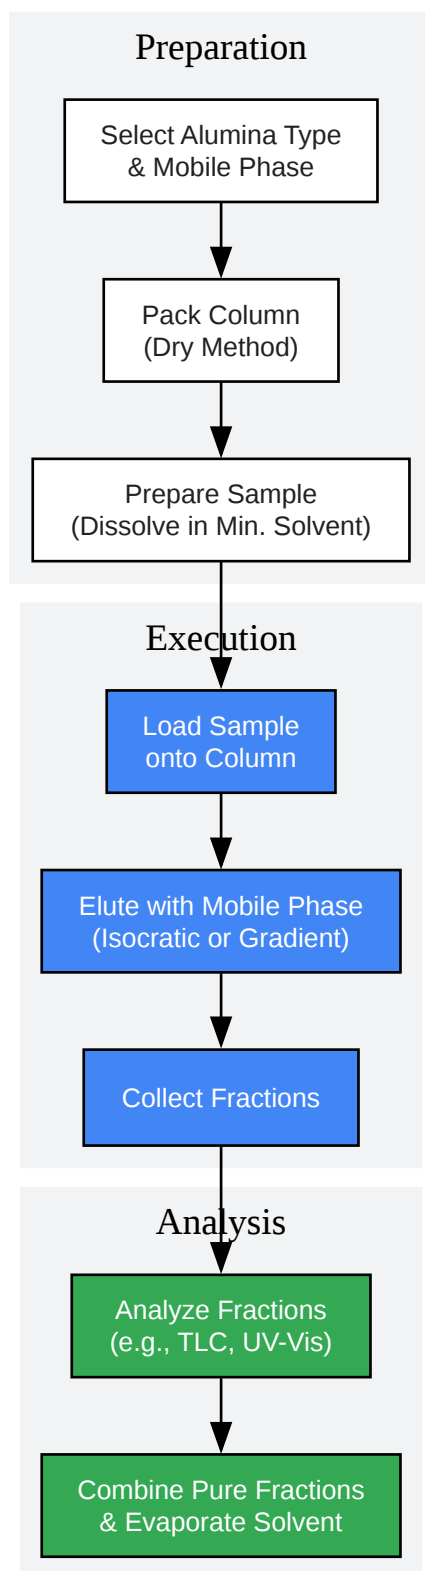 Preparation
Select Alumina Type
& Mobile Phase
Pack Column
(Dry Method)
Prepare Sample
(Dissolve in Min. Solvent)
Execution
Load Sample
onto Column
Elute with Mobile Phase
(Isocratic or Gradient)
Collect Fractions
Analysis
Analyze Fractions
(e.g., TLC, UV-Vis)
Combine Pure Fractions
& Evaporate Solvent